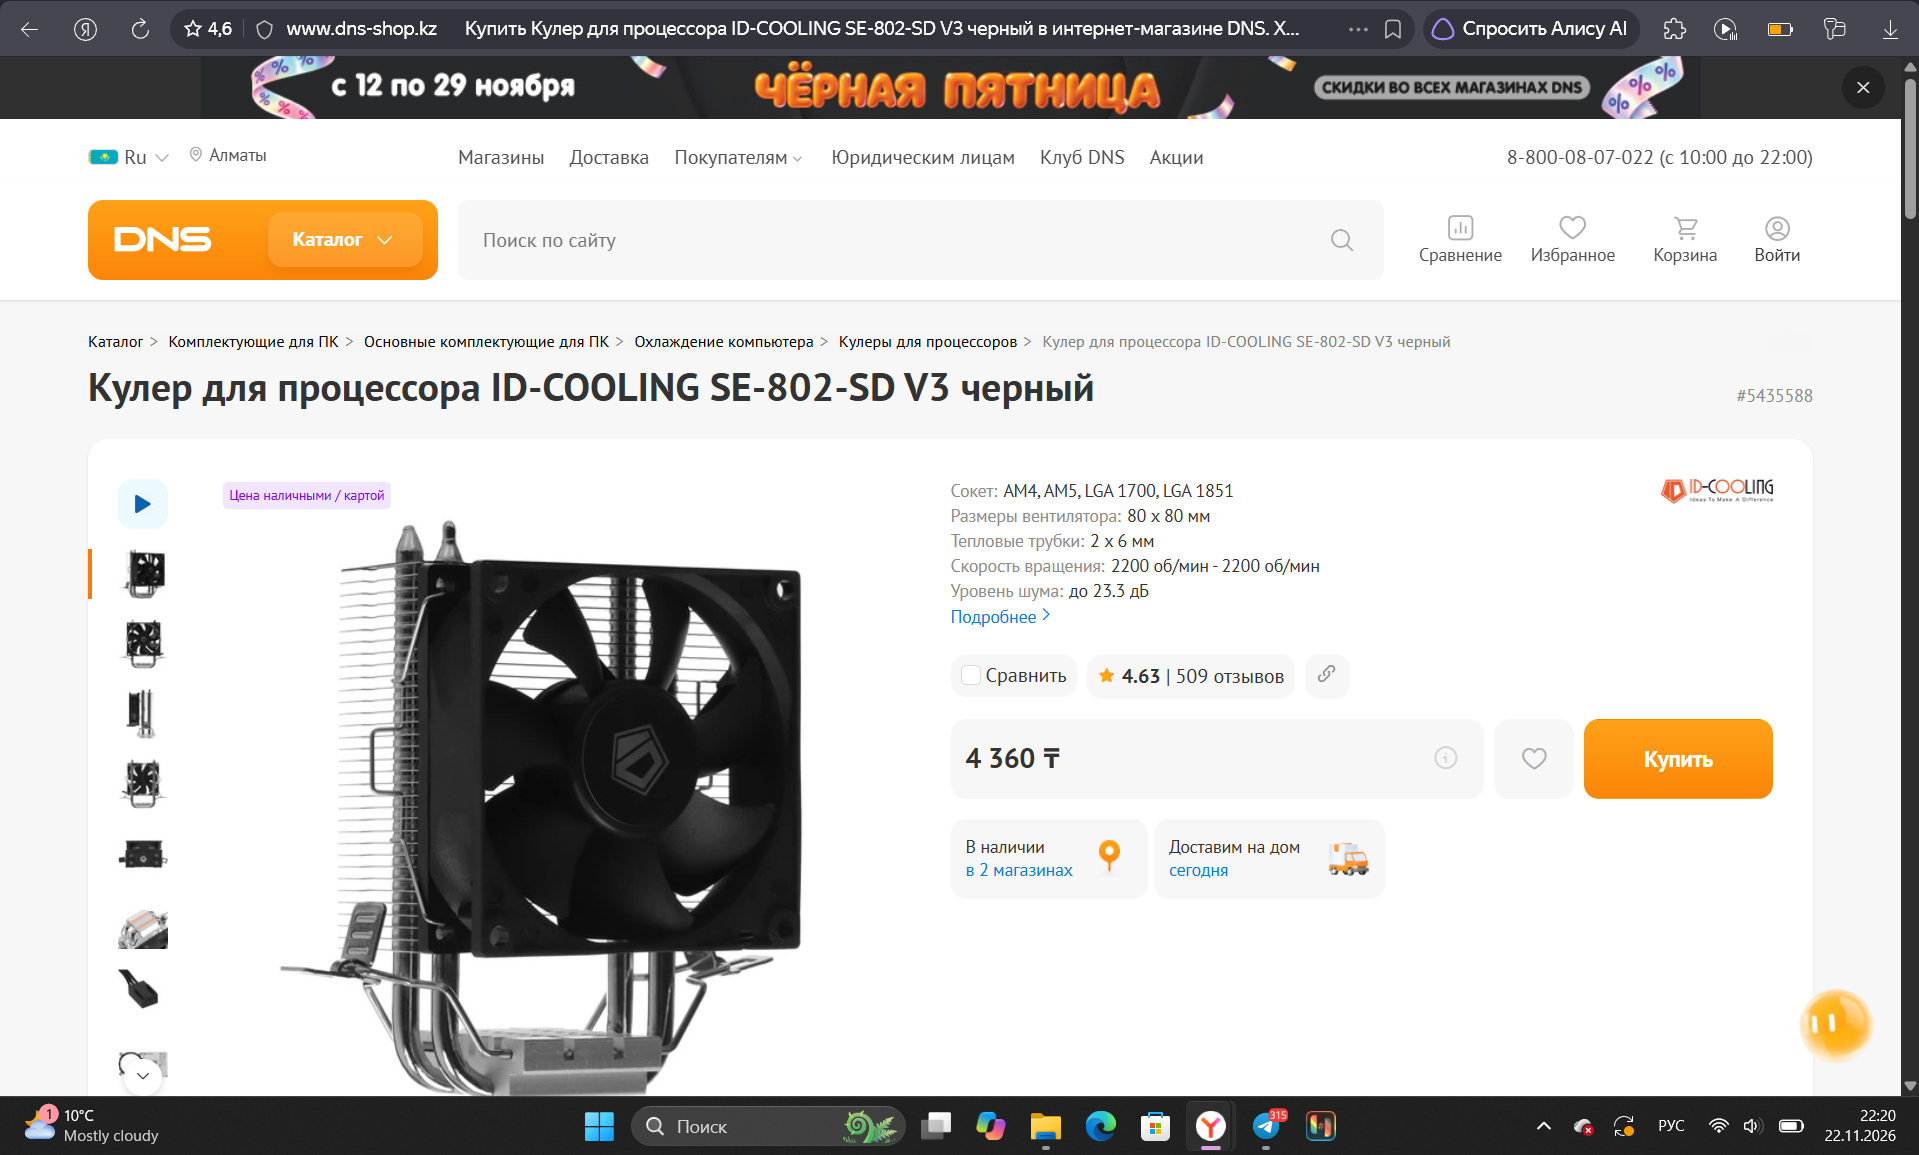 4,6
www.dns-shop.kz
Купить Кулер для процессора ID-COOLING SE-802-SD V3 черный в интернет-магазине DNS. Х...
Спросить Алису AI
с 12 по 29 ноября
ЧЁРНАЯ ПЯТНИЦА
СКИДКИ ВО ВСЕХ МАГАЗИНАХ DNS
Ru
Алматы
Магазины
Доставка
Покупателям
Юридическим лицам
Клуб DNS
Акции
8-800-08-07-022 (с 10:00 до 22:00)
DNS
Каталог
Поиск по сайту
Сравнение
Избранное
Корзина
Войти
Каталог > Комплектующие для ПК > Основные комплектующие для ПК > Охлаждение компьютера > Кулеры для процессоров > Кулер для процессора ID-COOLING SE-802-SD V3 черный
Кулер для процессора ID-COOLING SE-802-SD V3 черный
#5435588
Цена наличными / картой
Сокет: AM4, AM5, LGA 1700, LGA 1851
Размеры вентилятора: 80 x 80 мм
Тепловые трубки: 2 x 6 мм
Скорость вращения: 2200 об/мин - 2200 об/мин
Уровень шума: до 23.3 дБ
Подробнее
ID-COOLING
Ideas To Make A Difference
Сравнить
4.63 | 509 отзывов
4 360 ₸
Купить
В наличии
в 2 магазинах
Доставим на дом
сегодня
1
10°C
Mostly cloudy
Поиск
315
РУС
22:20
22.11.2026